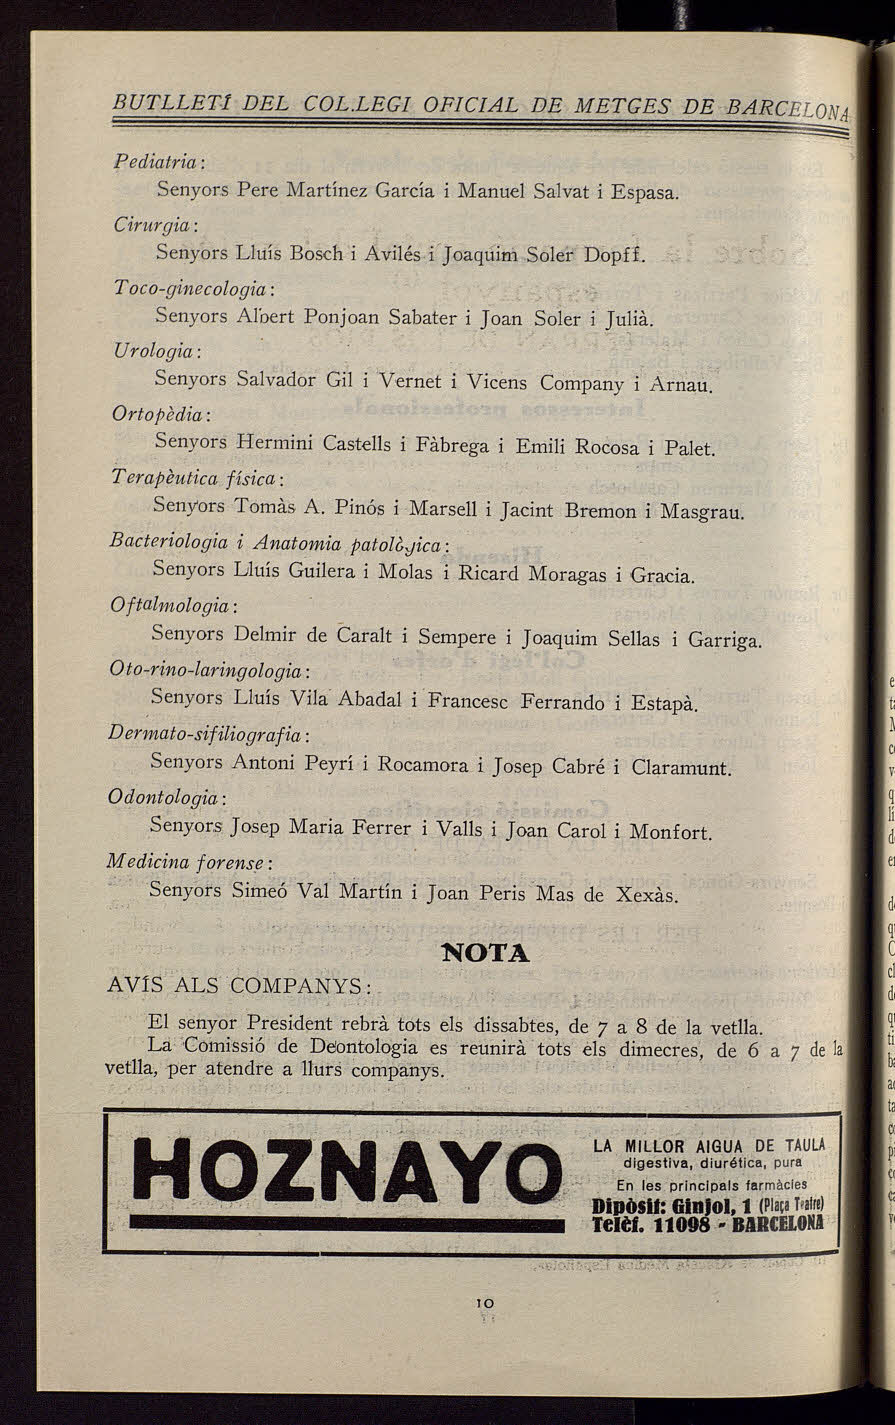 BUTLLETÍ DEL COL.LEGI OFICIAL DE METGES DE BARCELONA
Pediatria:
Senyors Pere Martínez García i Manuel Salvat i Espasa.
Cirurgia:
Senyors Lluís Bosch i Avilés i Joaquim Soler Dopff.
Toco-ginecologia:
Senyors Albert Ponjoan Sabater i Joan Soler i Julià.
Urologia:
Senyors Salvador Gil i Vernet i Vicens Company i Arnau.
Ortopèdia:
Senyors Hermini Castells i Fàbrega i Emili Rocosa i Palet.
Terapèutica física:
Senyors Tomàs A. Pinós i Marsell i Jacint Bremon i Masgrau.
Bacteriologia i Anatomia patològica:
Senyors Lluís Guilera i Molas i Ricard Moragas i Gracia.
Oftalmologia:
Senyors Delmir de Caralt i Sempere i Joaquim Sellas i Garriga.
Oto-rino-laringologia:
Senyors Lluís Vila Abadal i Francesc Ferrando i Estapà.
Dermato-sifiliografia:
Senyors Antoni Peyrí i Rocamora i Josep Cabré i Claramunt.
Odontologia:
Senyors Josep Maria Ferrer i Valls i Joan Carol i Monfort.
Medicina forense:
Senyors Simeó Val Martín i Joan Peris Mas de Xexàs.
NOTA
AVÍS ALS COMPANYS:
El senyor President rebrà tots els dissabtes, de 7 a 8 de la vetlla.
La Comissió de Deontologia es reunirà tots els dimecres, de 6 a 7 de la
vetlla, per atendre a llurs companys.
HOZNAYO
LA MILLOR AIGUA DE TAULA
digestiva, diurética, pura
En les principals farmàcies
Dipòsit: Ginjol, 1 (Plaça Teatre)
Telèf. 11098 - BARCELONA
10